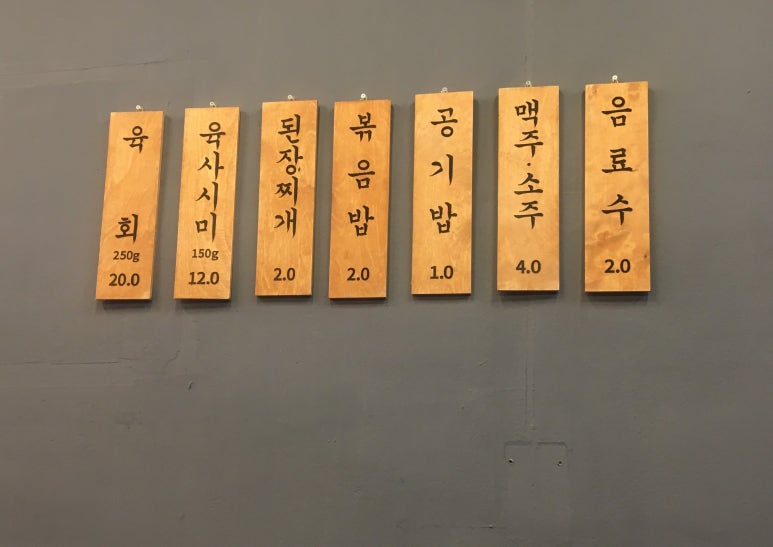 육회
250g
20.0
육사시미
150g
12.0
된장찌개
2.0
볶음밥
2.0
공기밥
1.0
맥주·소주
4.0
음료수
2.0